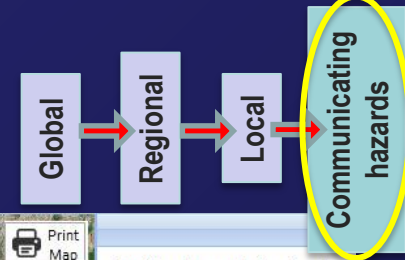 Global
Regional
Local
Communicating
hazards
Print
Map